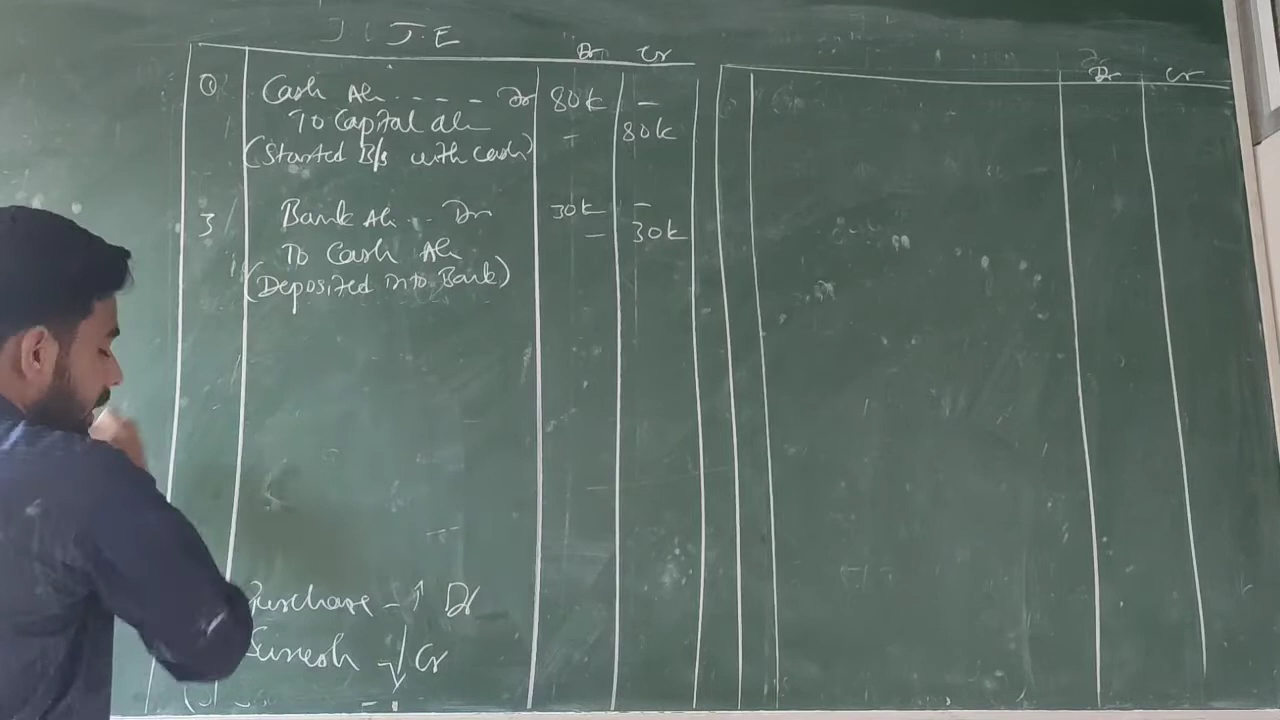 J.E
Dr Cr
1 Cash A/c .... Dr 80k –
To Capital a/c – 80k
(Started B/s with cash)
3 Bank A/c ... Dr 30k –
To Cash A/c – 30k
(Deposited into Bank)
Purchase - ↑ Dr
Suresh - ↓ Cr
Dr Cr